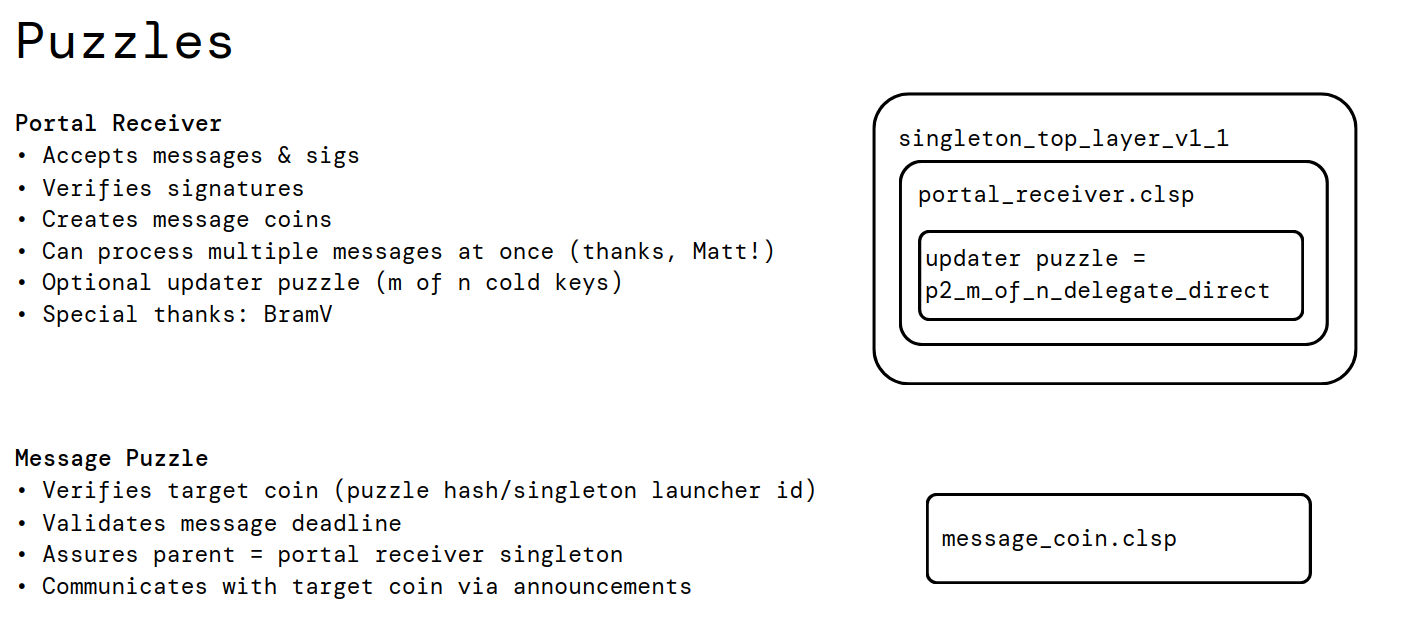 Puzzles
Portal Receiver
• Accepts messages & sigs
• Verifies signatures
• Creates message coins
• Can process multiple messages at once (thanks, Matt!)
• Optional updater puzzle (m of n cold keys)
• Special thanks: BramV
singleton_top_layer_v1_1
portal_receiver.clsp
updater puzzle =
p2_m_of_n_delegate_direct
Message Puzzle
• Verifies target coin (puzzle hash/singleton launcher id)
• Validates message deadline
• Assures parent = portal receiver singleton
• Communicates with target coin via announcements
message_coin.clsp